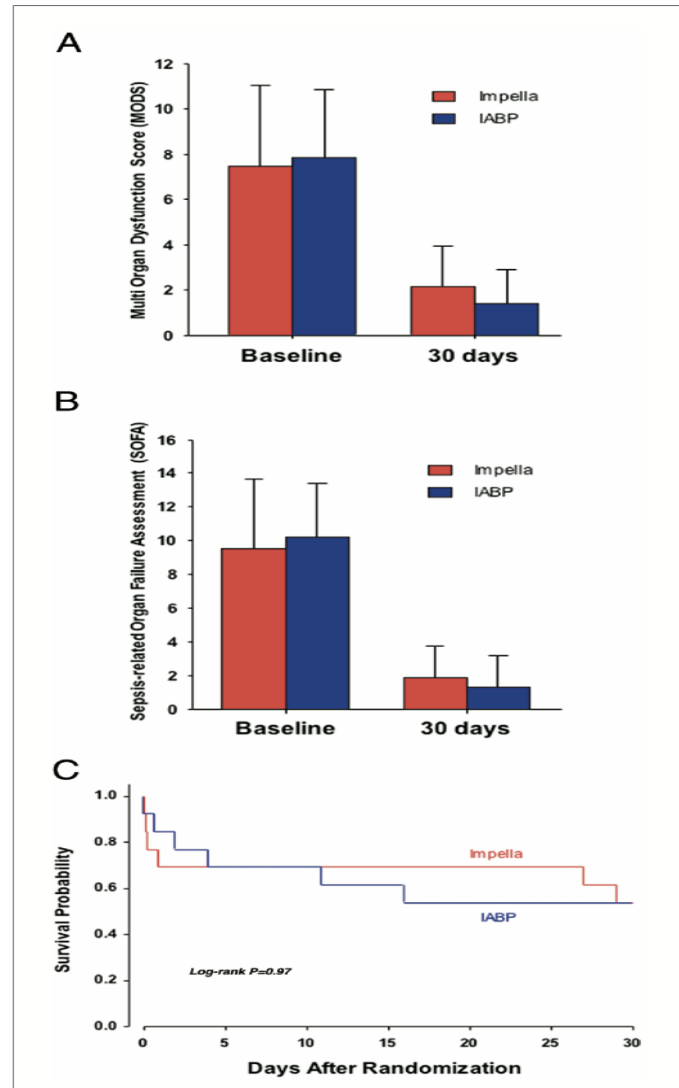 A
Multi Organ Dysfunction Score (MODS)
12
10
8
6
4
2
0
Impella
IABP
Baseline
30 days
B
Sepsis-related Organ Failure Assessment (SOFA)
16
14
12
10
8
6
4
2
0
Impella
IABP
Baseline
30 days
C
Survival Probability
1.0
0.8
0.6
0.4
0.2
0.0
Impella
IABP
Log-rank P=0.97
0 5 10 15 20 25 30
Days After Randomization